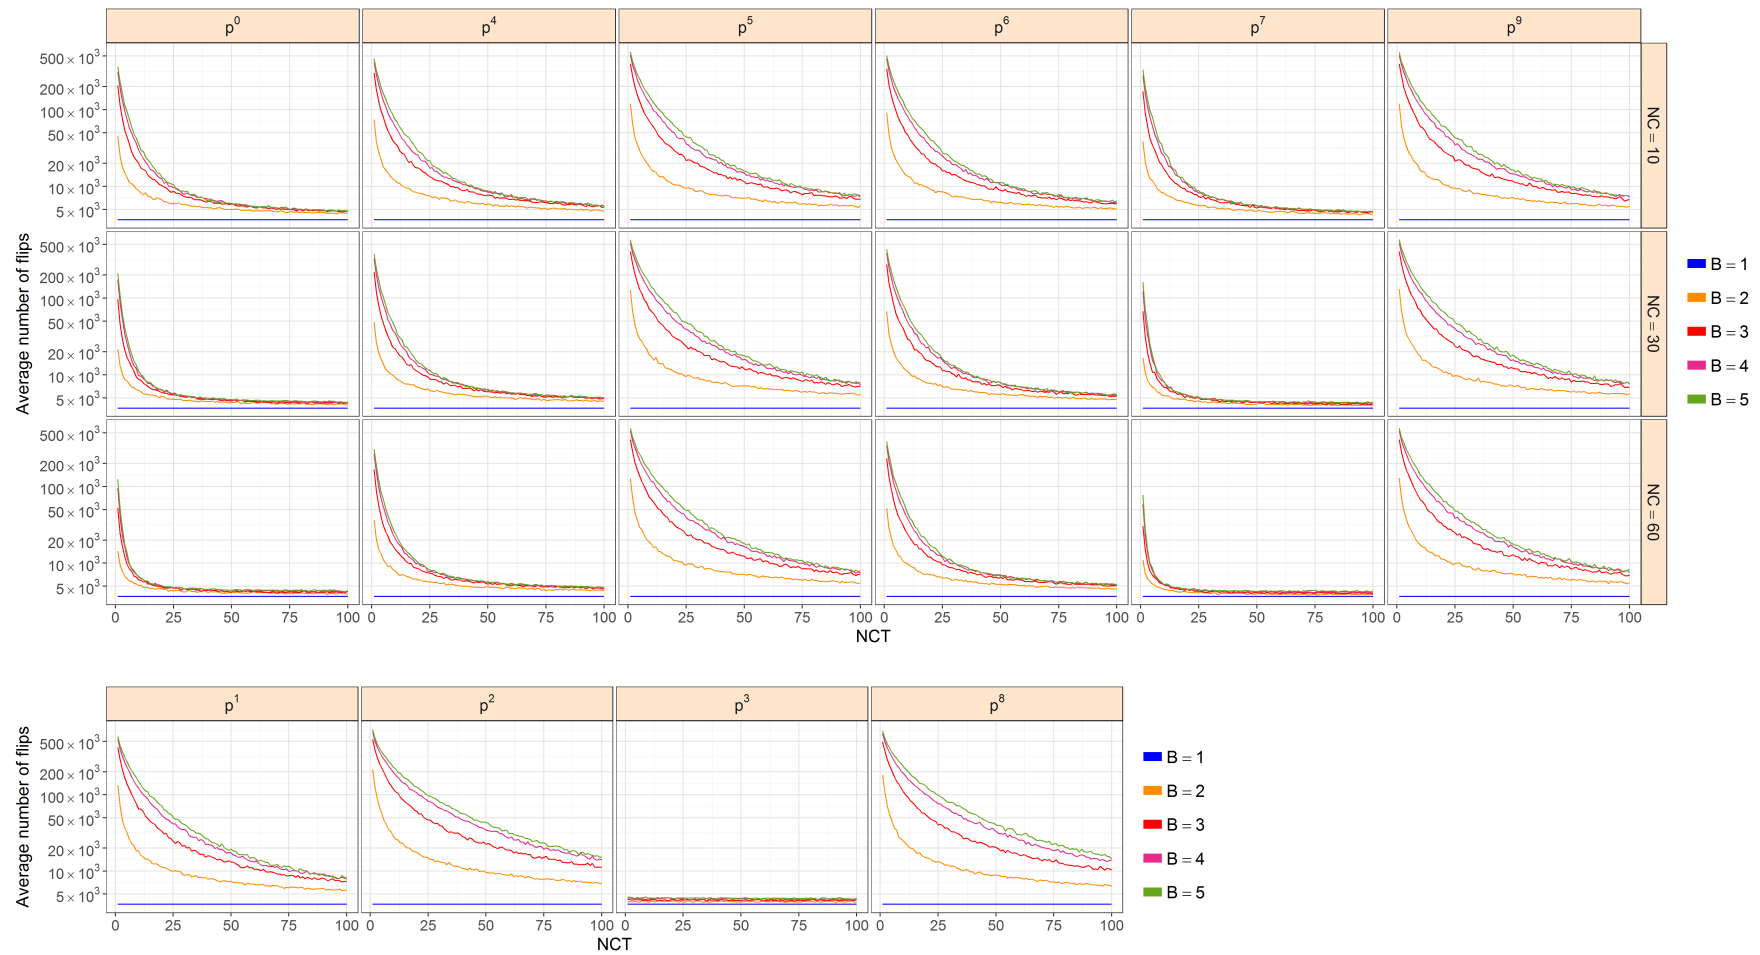 p⁰ p⁴ p⁵ p⁶ p⁷ p⁹
Average number of flips
500 × 10³
200 × 10³
100 × 10³
50 × 10³
20 × 10³
10 × 10³
5 × 10³
NC = 10
500 × 10³
200 × 10³
100 × 10³
50 × 10³
20 × 10³
10 × 10³
5 × 10³
NC = 30
500 × 10³
200 × 10³
100 × 10³
50 × 10³
20 × 10³
10 × 10³
5 × 10³
NC = 60
0 25 50 75 100 0 25 50 75 100 0 25 50 75 100 0 25 50 75 100 0 25 50 75 100 0 25 50 75 100
NCT
B = 1
B = 2
B = 3
B = 4
B = 5
p¹ p² p³ p⁸
Average number of flips
500 × 10³
200 × 10³
100 × 10³
50 × 10³
20 × 10³
10 × 10³
5 × 10³
0 25 50 75 100 0 25 50 75 100 0 25 50 75 100 0 25 50 75 100
NCT
B = 1
B = 2
B = 3
B = 4
B = 5